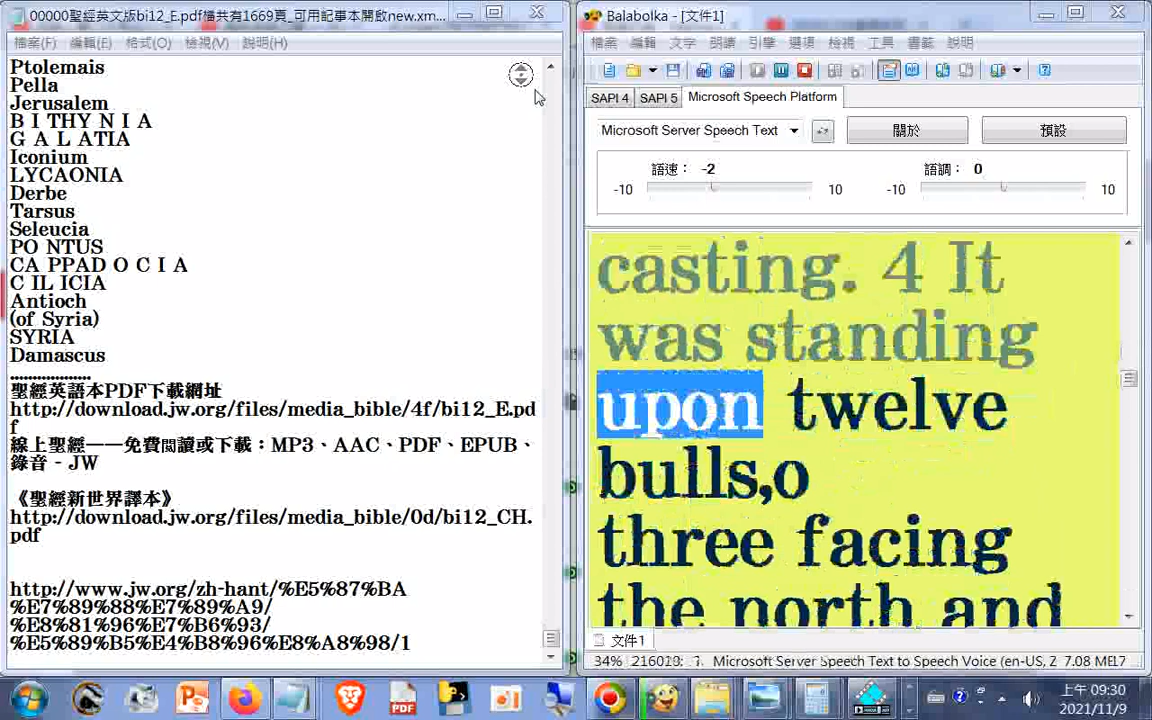 00000聖經英文版bi12_E.pdf檔共有1669頁_可用記事本開啟new.xm...
檔案(F) 編輯(E) 格式(O) 檢視(V) 說明(H)
Ptolemais
Pella
Jerusalem
B I THY N I A
G A L ATIA
Iconium
LYCAONIA
Derbe
Tarsus
Seleucia
PO NTUS
CA PPAD O C I A
C IL ICIA
Antioch
(of Syria)
SYRIA
Damascus
..................
聖經英語本PDF下載網址
http://download.jw.org/files/media_bible/4f/bi12_E.pd
f
線上聖經——免費閱讀或下載：MP3、AAC、PDF、EPUB、
錄音 - JW
《聖經新世界譯本》
http://download.jw.org/files/media_bible/0d/bi12_CH.
pdf
http://www.jw.org/zh-hant/%E5%87%BA
%E7%89%88%E7%89%A9/
%E8%81%96%E7%B6%93/
%E5%89%B5%E4%B8%96%E8%A8%98/1
Balabolka - [文件1]
檔案 編輯 文字 朗讀 引擎 選項 檢視 工具 書籤 說明
SAPI 4 SAPI 5 Microsoft Speech Platform
Microsoft Server Speech Text 關於 預設
語速： -2 語調： 0
-10 10 -10 10
casting. 4 It
was standing
upon twelve
bulls,o
three facing
the north and
文件1
34% 216019: Microsoft Server Speech Text to Speech Voice (en-US, 2 7.08 MB
PDF
上午 09:30
2021/11/9